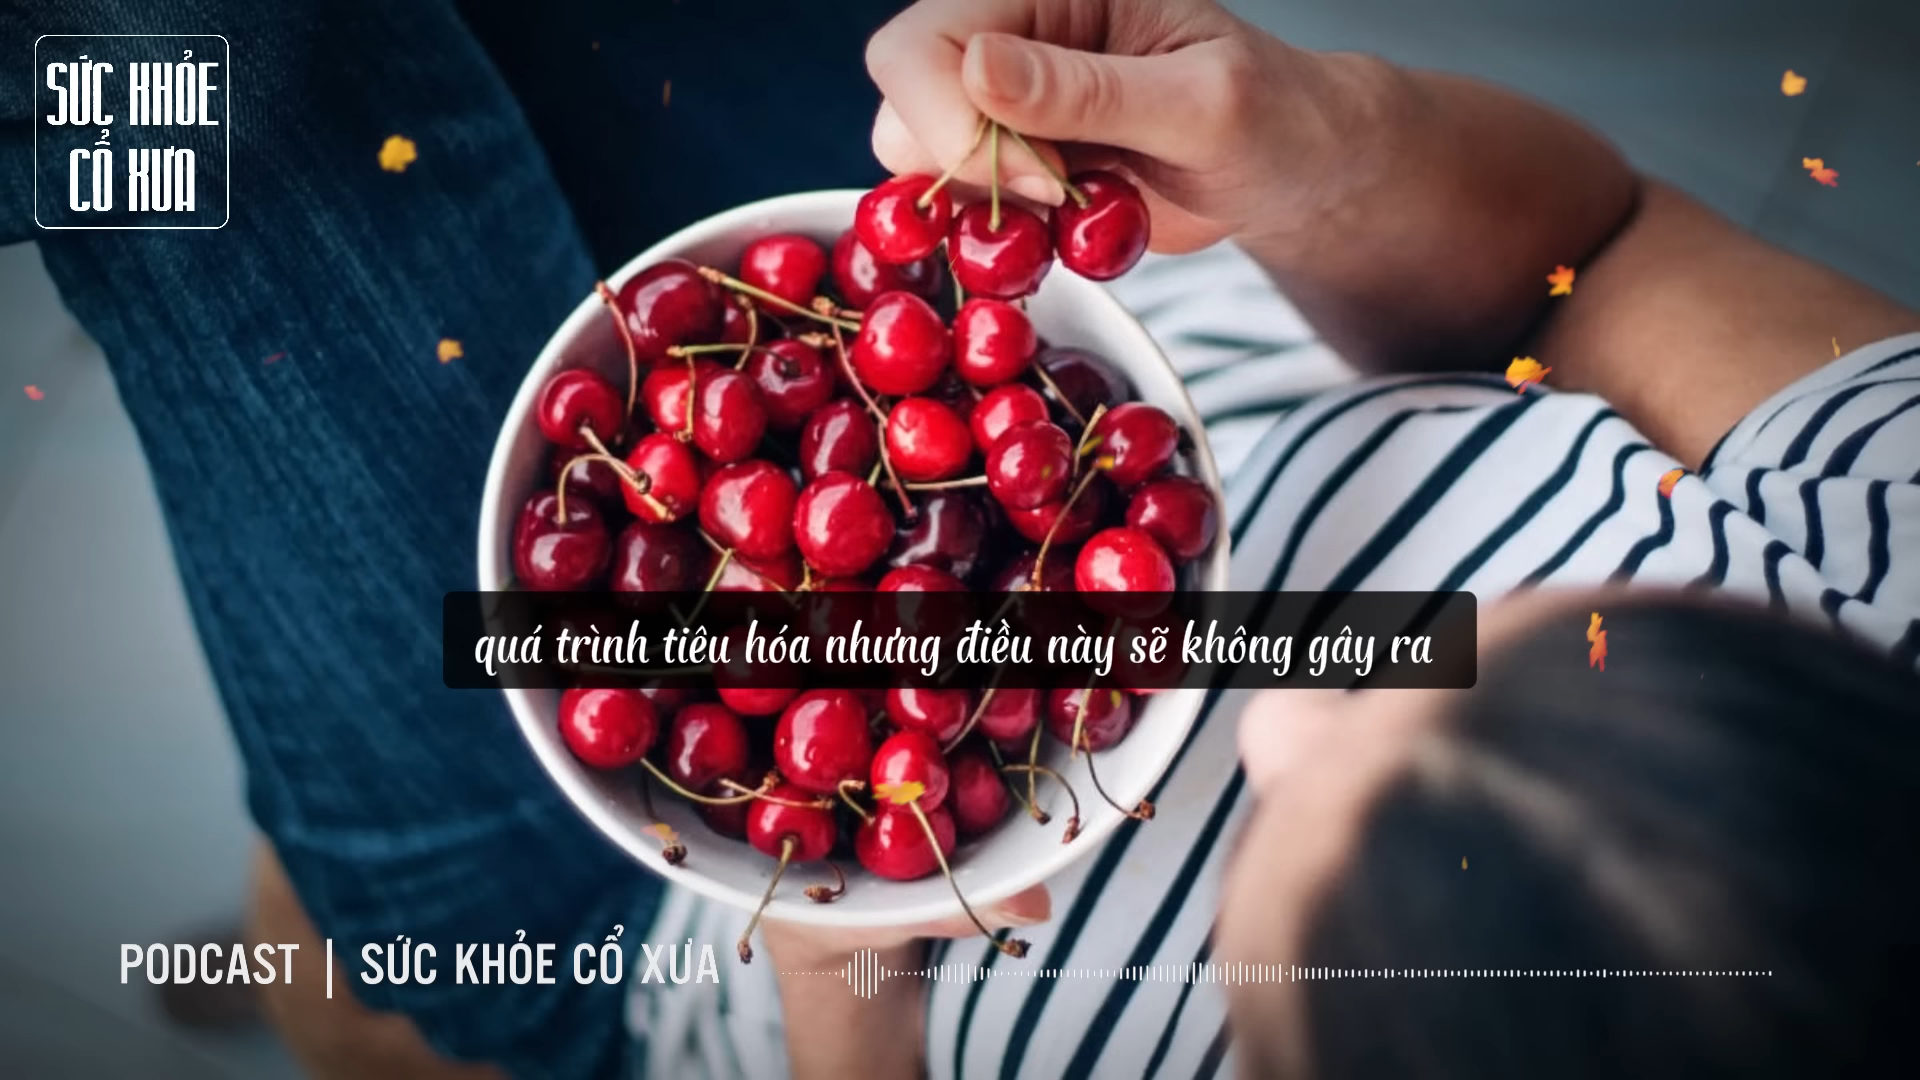 SỨC KHỎE
CỔ XƯA
quá trình tiêu hóa nhưng điều này sẽ không gây ra
PODCAST | SỨC KHỎE CỔ XƯA